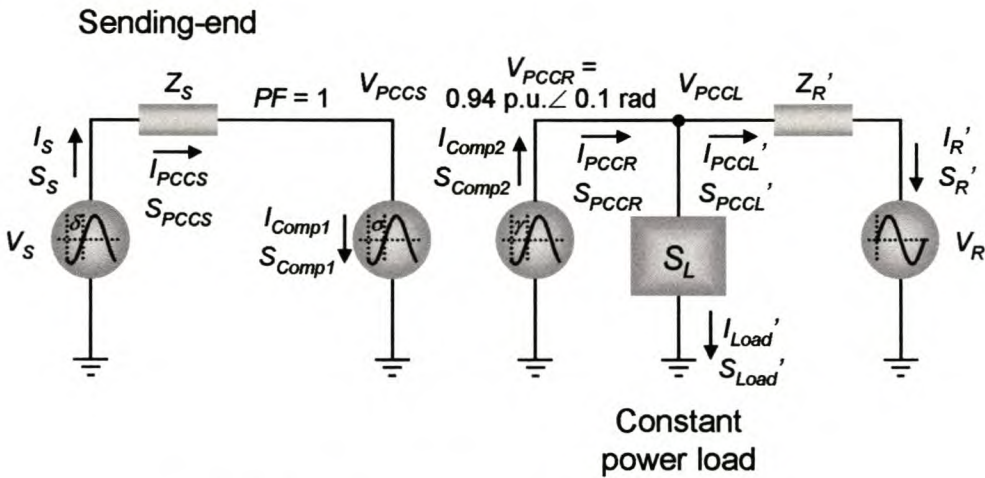 Sending-end
Z_S
PF = 1
V_PCCS
V_PCCR =
0.94 p.u.∠ 0.1 rad
V_PCCL
Z_R'
I_S
S_S
I_PCCS
S_PCCS
I_Comp2
S_Comp2
I_PCCR
S_PCCR
I_PCCL'
S_PCCL'
I_R'
S_R'
V_S
δ
I_Comp1
S_Comp1
σ
γ
S_L
V_R
I_Load'
S_Load'
Constant
power load